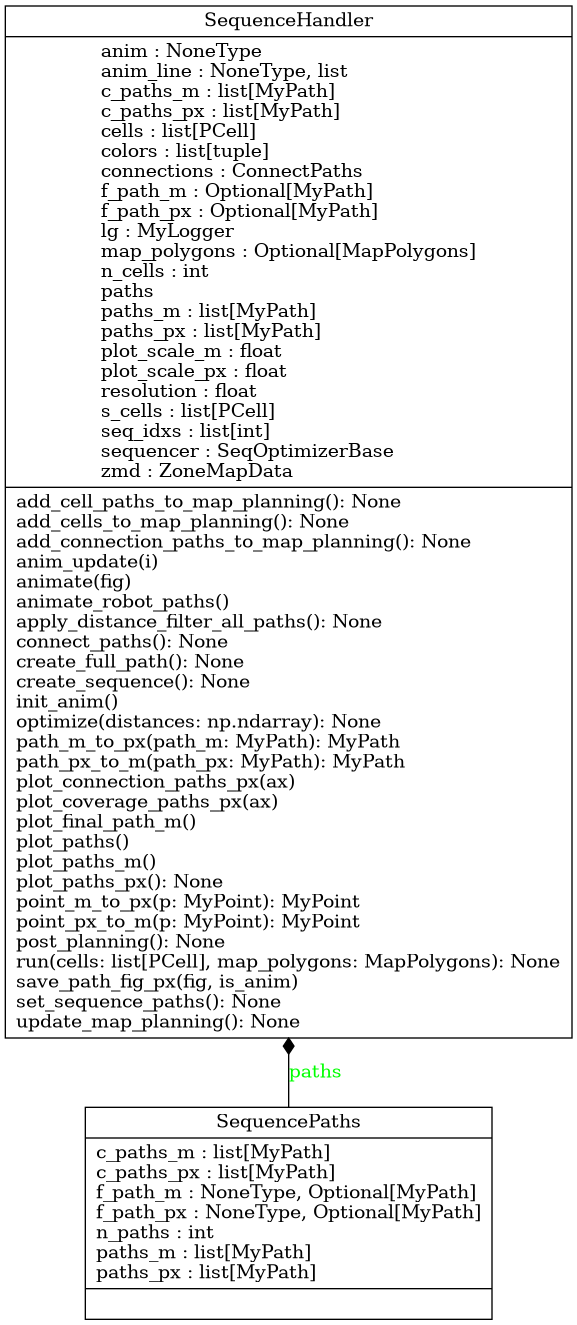 SequenceHandler
anim : NoneType
anim_line : NoneType, list
c_paths_m : list[MyPath]
c_paths_px : list[MyPath]
cells : list[PCell]
colors : list[tuple]
connections : ConnectPaths
f_path_m : Optional[MyPath]
f_path_px : Optional[MyPath]
lg : MyLogger
map_polygons : Optional[MapPolygons]
n_cells : int
paths
paths_m : list[MyPath]
paths_px : list[MyPath]
plot_scale_m : float
plot_scale_px : float
resolution : float
s_cells : list[PCell]
seq_idxs : list[int]
sequencer : SeqOptimizerBase
zmd : ZoneMapData
add_cell_paths_to_map_planning(): None
add_cells_to_map_planning(): None
add_connection_paths_to_map_planning(): None
anim_update(i)
animate(fig)
animate_robot_paths()
apply_distance_filter_all_paths(): None
connect_paths(): None
create_full_path(): None
create_sequence(): None
init_anim()
optimize(distances: np.ndarray): None
path_m_to_px(path_m: MyPath): MyPath
path_px_to_m(path_px: MyPath): MyPath
plot_connection_paths_px(ax)
plot_coverage_paths_px(ax)
plot_final_path_m()
plot_paths()
plot_paths_m()
plot_paths_px(): None
point_m_to_px(p: MyPoint): MyPoint
point_px_to_m(p: MyPoint): MyPoint
post_planning(): None
run(cells: list[PCell], map_polygons: MapPolygons): None
save_path_fig_px(fig, is_anim)
set_sequence_paths(): None
update_map_planning(): None
paths
SequencePaths
c_paths_m : list[MyPath]
c_paths_px : list[MyPath]
f_path_m : NoneType, Optional[MyPath]
f_path_px : NoneType, Optional[MyPath]
n_paths : int
paths_m : list[MyPath]
paths_px : list[MyPath]